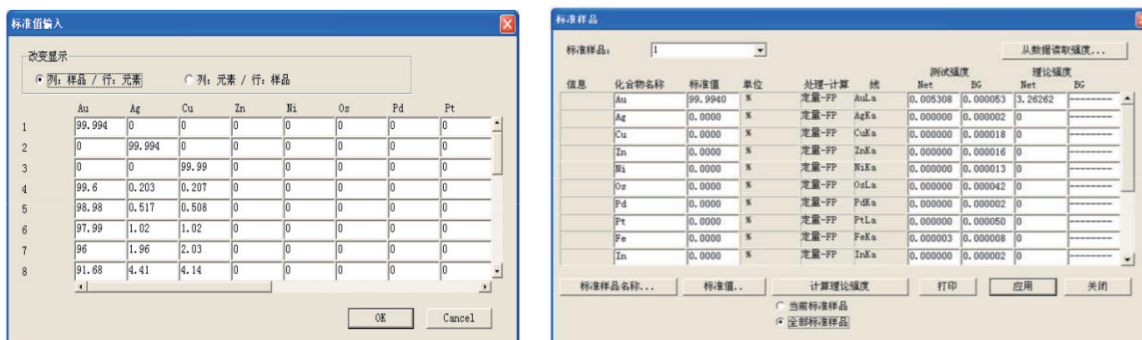 标准值输入
改变显示
列: 样品 / 行: 元素 列: 元素 / 行: 样品
Au Ag Cu Zn Ni Os Pd Pt
1 99.994 0 0 0 0 0 0 0
2 0 99.994 0 0 0 0 0 0
3 0 0 99.99 0 0 0 0 0
4 99.6 0.203 0.207 0 0 0 0 0
5 98.98 0.517 0.508 0 0 0 0 0
6 97.99 1.02 1.02 0 0 0 0 0
7 96 1.96 2.03 0 0 0 0 0
8 91.68 4.41 4.14 0 0 0 0 0
OK Cancel
标准样品
标准样品: 1 从数据读取强度...
测试强度 理论强度
信息 化合物名称 标准值 单位 处理-计算 线 Net BG Net BG
Au 99.9940 % 定量-FP AuLa 0.005308 0.000053 3.26262 --------
Ag 0.0000 % 定量-FP AgKa 0.000000 0.000002 0 --------
Cu 0.0000 % 定量-FP CuKa 0.000000 0.000018 0 --------
Zn 0.0000 % 定量-FP ZnKa 0.000000 0.000016 0 --------
Ni 0.0000 % 定量-FP NiKa 0.000000 0.000013 0 --------
Os 0.0000 % 定量-FP OsLa 0.000000 0.000042 0 --------
Pd 0.0000 % 定量-FP PdKa 0.000000 0.000002 0 --------
Pt 0.0000 % 定量-FP PtLa 0.000000 0.000050 0 --------
Fe 0.0000 % 定量-FP FeKa 0.000003 0.000008 0 --------
In 0.0000 % 定量-FP InKa 0.000000 0.000002 0 --------
标准样品名称... 标准值.. 计算理论强度 打印 应用 关闭
当前标准样品
全部标准样品